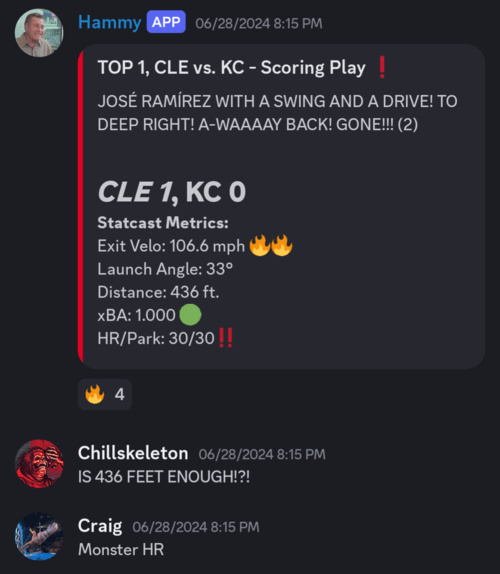 Hammy APP 06/28/2024 8:15 PM
TOP 1, CLE vs. KC - Scoring Play ❗
JOSÉ RAMÍREZ WITH A SWING AND A DRIVE! TO
DEEP RIGHT! A-WAAAAY BACK! GONE!!! (2)
CLE 1, KC 0
Statcast Metrics:
Exit Velo: 106.6 mph 🔥🔥
Launch Angle: 33°
Distance: 436 ft.
xBA: 1.000 🟢
HR/Park: 30/30‼️
🔥 4
Chillskeleton 06/28/2024 8:15 PM
IS 436 FEET ENOUGH!?!
Craig 06/28/2024 8:15 PM
Monster HR